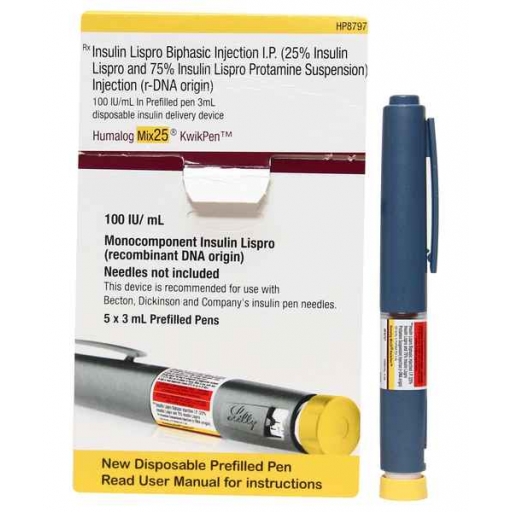 HP8797
Rx Insulin Lispro Biphasic Injection I.P. (25% Insulin
Lispro and 75% Insulin Lispro Protamine Suspension)
Injection (r-DNA origin)
100 IU/mL In Prefilled pen 3mL
disposable insulin delivery device
Humalog Mix25® KwikPen™
100 IU/ mL
Monocomponent Insulin Lispro
(recombinant DNA origin)
Needles not included
This device is recommended for use with
Becton, Dickinson and Company's insulin pen needles.
5 x 3 mL Prefilled Pens
Lilly
New Disposable Prefilled Pen
Read User Manual for instructions